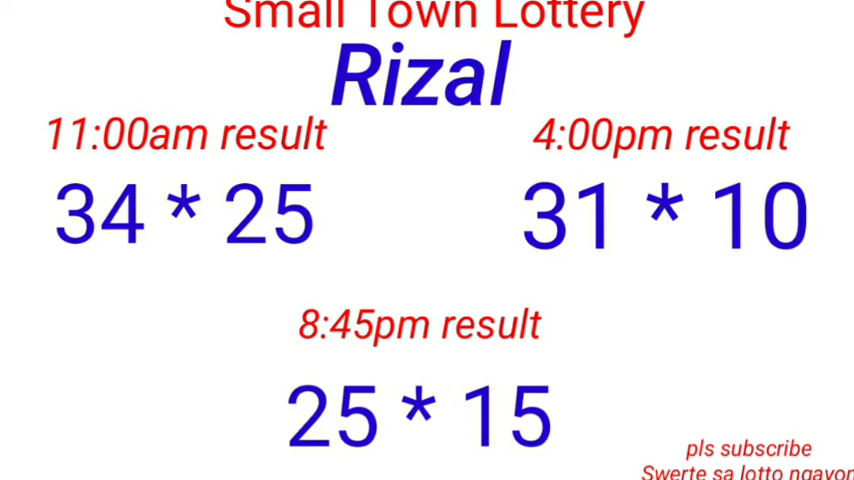 Small Town Lottery
Rizal
11:00am result
34 * 25
4:00pm result
31 * 10
8:45pm result
25 * 15
pls subscribe
Swerte sa lotto ngayon